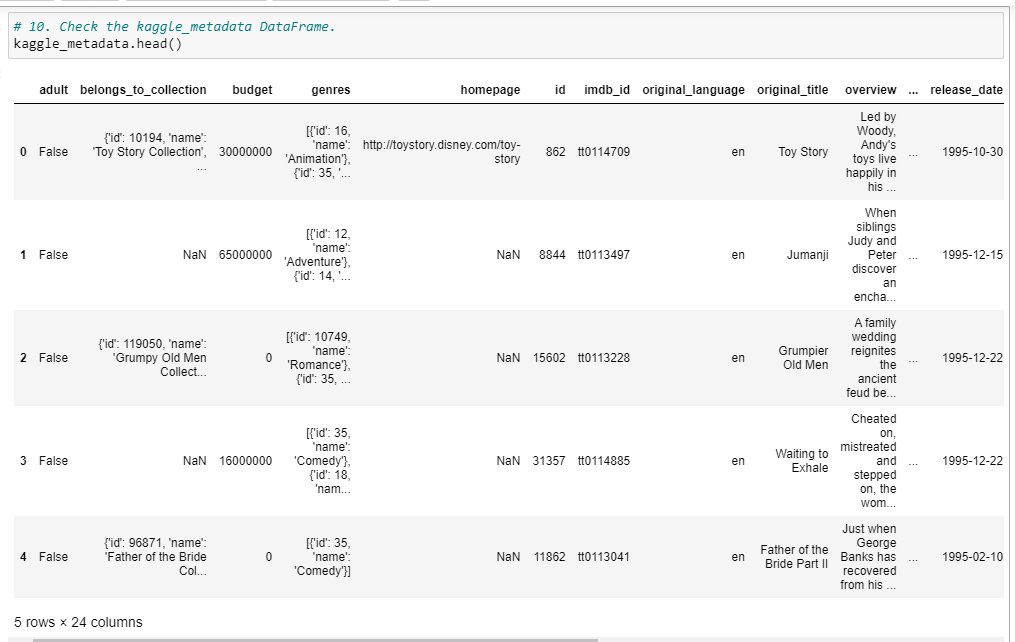 # 10. Check the kaggle_metadata DataFrame.
kaggle_metadata.head()
adult belongs_to_collection budget genres homepage id imdb_id original_language original_title overview ... release_date
0 False {'id': 10194, 'name': 'Toy Story Collection', ... 30000000 [{'id': 16, 'name': 'Animation'}, {'id': 35, '... http://toystory.disney.com/toy-story 862 tt0114709 en Toy Story Led by Woody, Andy's toys live happily in his ... ... 1995-10-30
1 False NaN 65000000 [{'id': 12, 'name': 'Adventure'}, {'id': 14, '... NaN 8844 tt0113497 en Jumanji When siblings Judy and Peter discover an encha... ... 1995-12-15
2 False {'id': 119050, 'name': 'Grumpy Old Men Collect... 0 [{'id': 10749, 'name': 'Romance'}, {'id': 35, ... NaN 15602 tt0113228 en Grumpier Old Men A family wedding reignites the ancient feud be... ... 1995-12-22
3 False NaN 16000000 [{'id': 35, 'name': 'Comedy'}, {'id': 18, 'nam... NaN 31357 tt0114885 en Waiting to Exhale Cheated on, mistreated and stepped on, the wom... ... 1995-12-22
4 False {'id': 96871, 'name': 'Father of the Bride Col... 0 [{'id': 35, 'name': 'Comedy'}] NaN 11862 tt0113041 en Father of the Bride Part II Just when George Banks has recovered from his ... ... 1995-02-10
5 rows × 24 columns